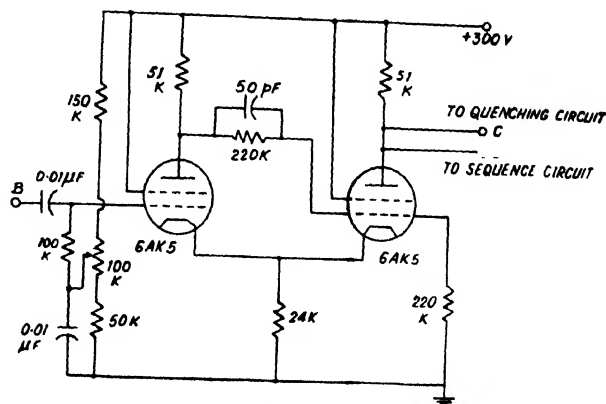 +300V
51
K
51
K
150
K
50 pF
220K
TO QUENCHING CIRCUIT
C
TO SEQUENCE CIRCUIT
B
0.01µF
6AK5
6AK5
100
K
100
K
0.01
µF
50K
24K
220
K